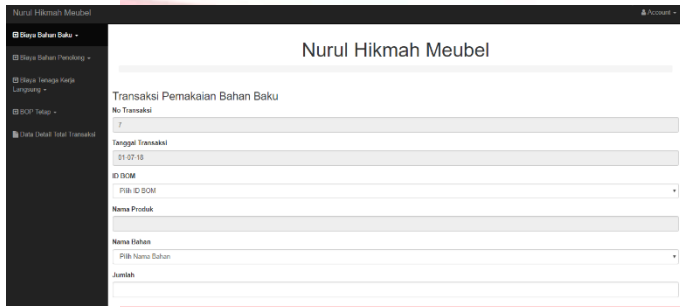 Nurul Hikmah Meubel
Account
Biaya Bahan Baku
Nurul Hikmah Meubel
Biaya Bahan Penolong
Biaya Tenaga Kerja
Langsung
Transaksi Pemakaian Bahan Baku
No Transaksi
7
BOP Tetap
Data Detail Total Transaksi
Tanggal Transaksi
01-07-18
ID BOM
Pilih ID BOM
Nama Produk
Nama Bahan
Pilih Nama Bahan
Jumlah